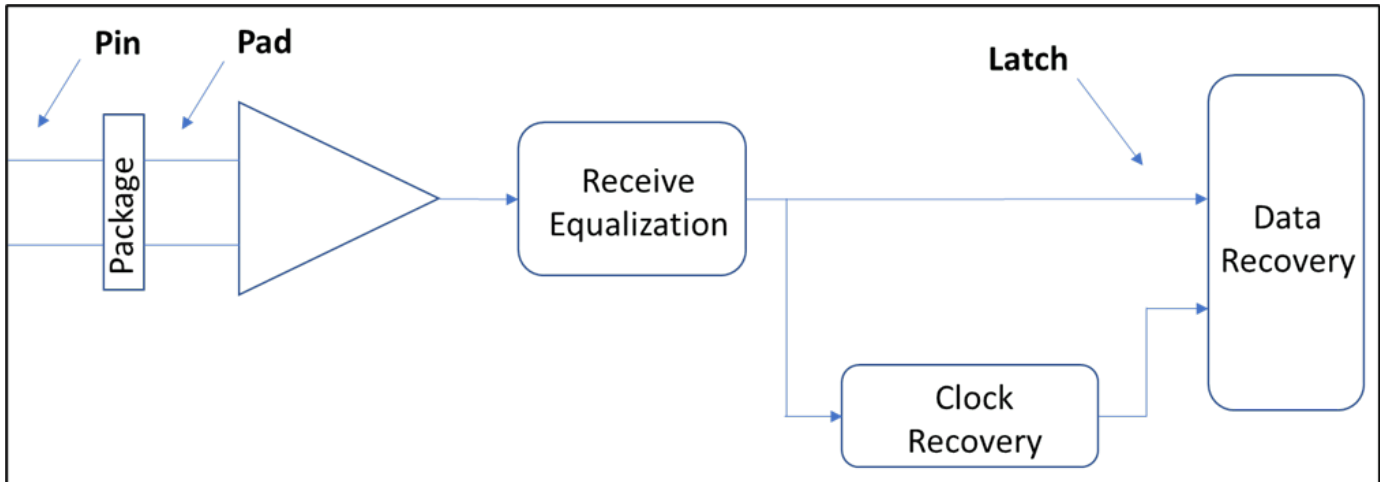 Pin
Pad
Latch
Package
Receive
Equalization
Data
Recovery
Clock
Recovery